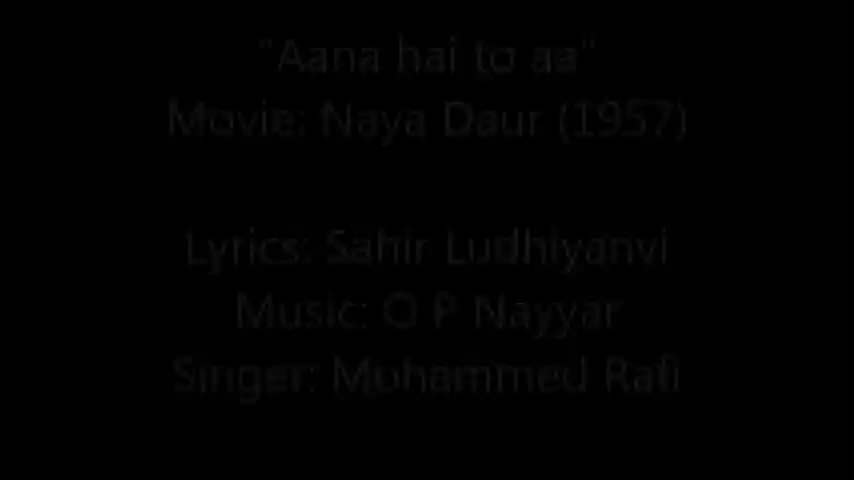 "Aana hai to aa"
Movie: Naya Daur (1957)
Lyrics: Sahir Ludhiyanvi
Music: O P Nayyar
Singer: Mohammed Rafi